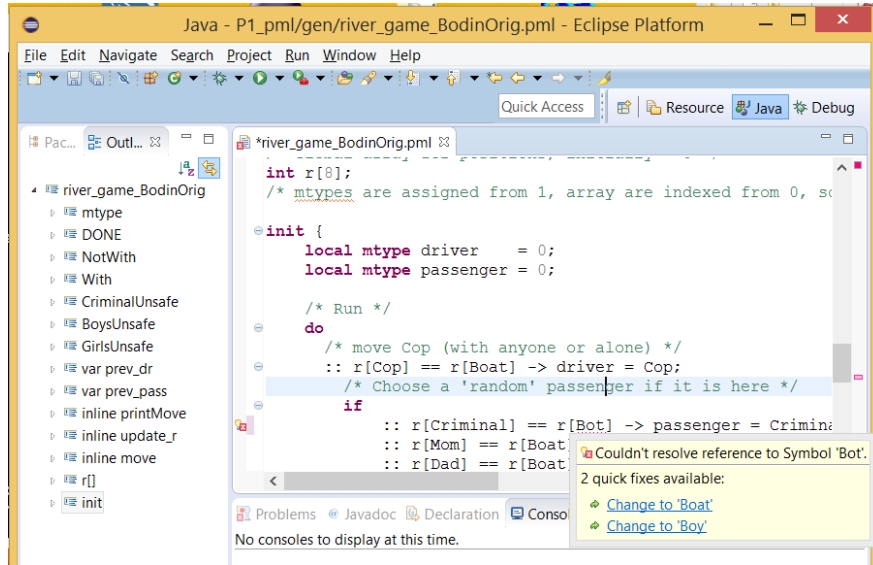 Java - P1_pml/gen/river_game_BodinOrig.pml - Eclipse Platform
File Edit Navigate Search Project Run Window Help
Quick Access Resource Java Debug
Pac... Outl... *river_game_BodinOrig.pml
river_game_BodinOrig
mtype
DONE
NotWith
With
CriminalUnsafe
BoysUnsafe
GirlsUnsafe
var prev_dr
var prev_pass
inline printMove
inline update_r
inline move
r[]
init
int r[8];
/* mtypes are assigned from 1, array are indexed from 0, so
init {
local mtype driver = 0;
local mtype passenger = 0;
/* Run */
do
/* move Cop (with anyone or alone) */
:: r[Cop] == r[Boat] -> driver = Cop;
/* Choose a 'random' passenger if it is here */
if
:: r[Criminal] == r[Bot] -> passenger = Crimina
:: r[Mom] == r[Boat]
:: r[Dad] == r[Boat]
Couldn't resolve reference to Symbol 'Bot'.
2 quick fixes available:
Change to 'Boat'
Change to 'Boy'
Problems Javadoc Declaration Consol
No consoles to display at this time.